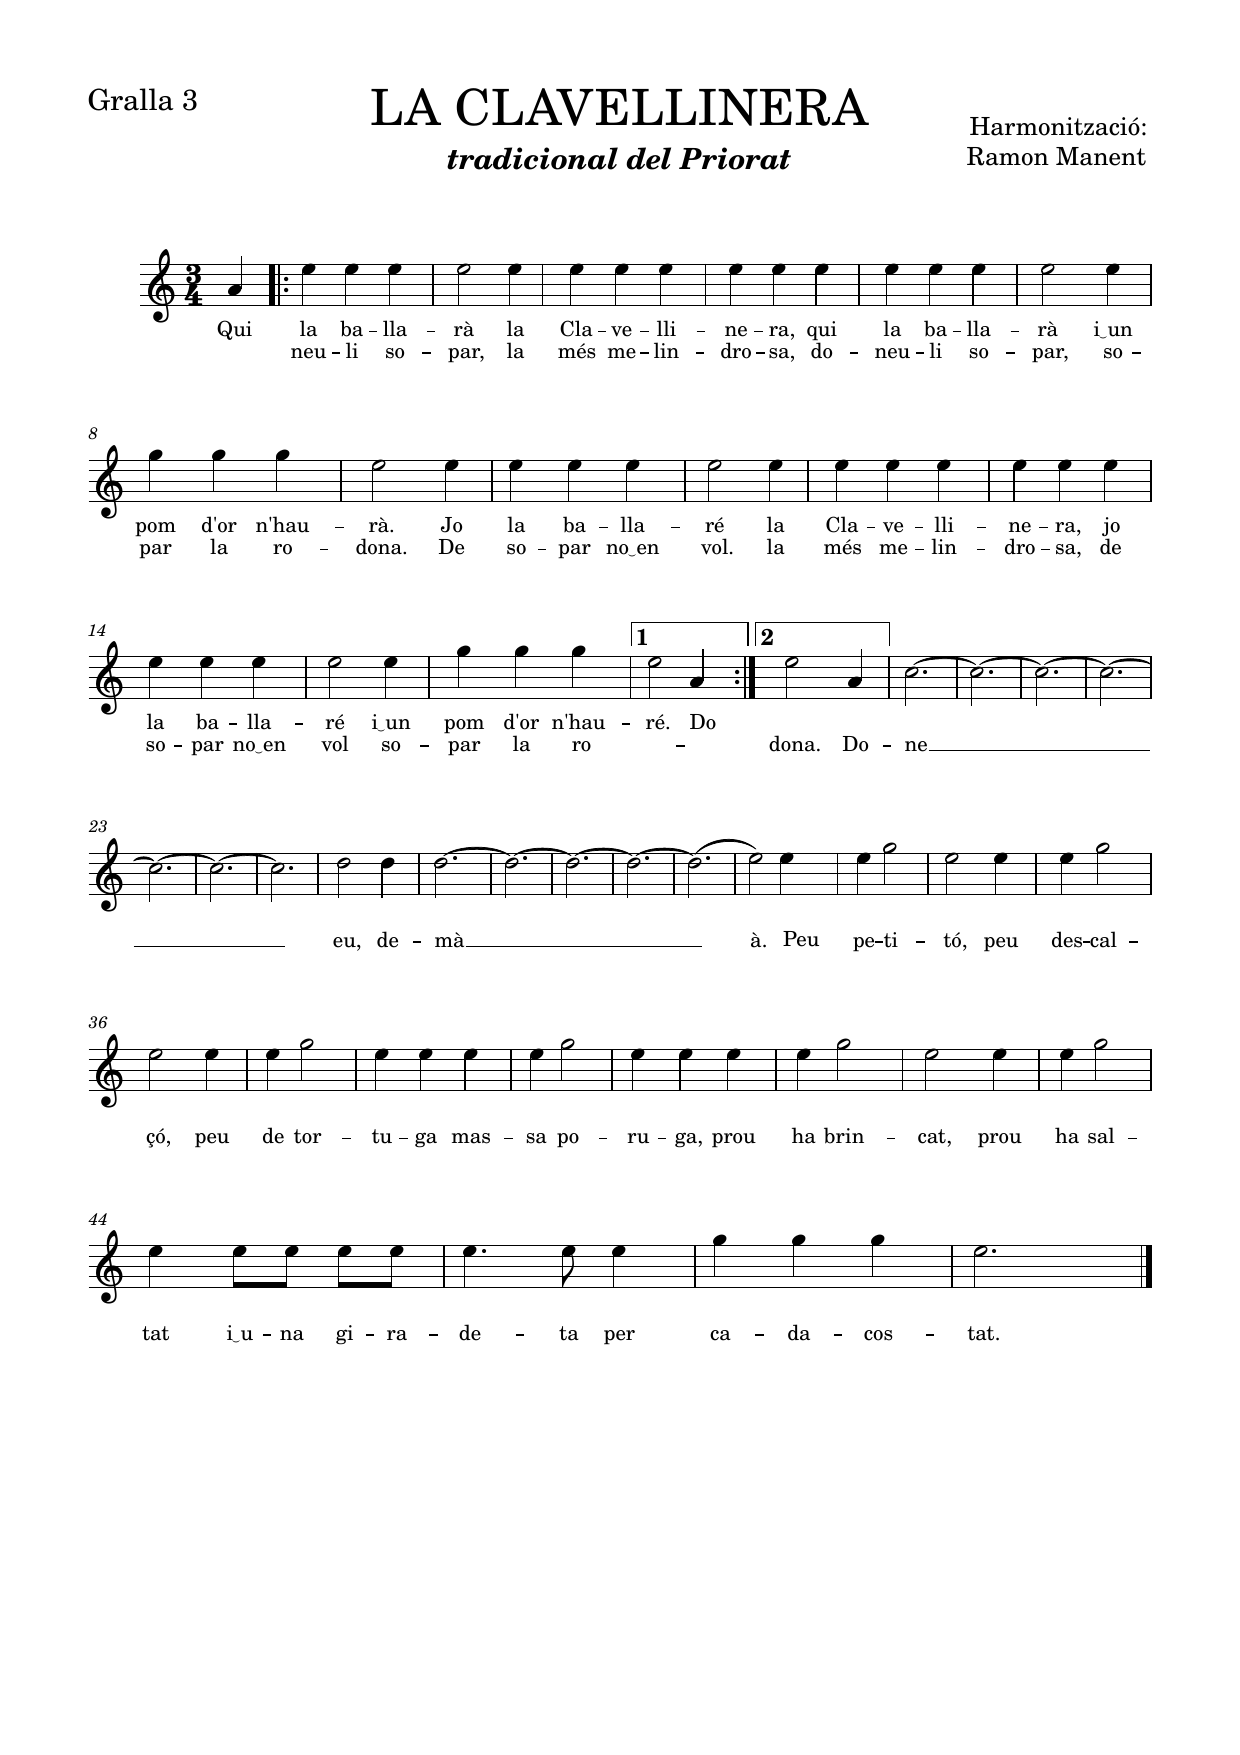 Gralla 3
LA CLAVELLINERA
tradicional del Priorat
Harmonització:
Ramon Manent
3
4
Qui la ba – lla – rà la Cla – ve – lli – ne – ra, qui la ba – lla – rà i‿un
neu – li so – par, la més me – lin – dro – sa, do – neu – li so – par, so –
8
pom d'or n'hau – rà. Jo la ba – lla – ré la Cla – ve – lli – ne – ra, jo
par la ro – dona. De so – par no‿en vol. la més me – lin – dro – sa, de
14
1
2
la ba – lla – ré i‿un pom d'or n'hau – ré. Do
so – par no‿en vol so – par la ro – – dona. Do – ne
23
eu, de – mà à. Peu pe – ti – tó, peu des – cal –
36
çó, peu de tor – tu – ga mas – sa po – ru – ga, prou ha brin – cat, prou ha sal –
44
tat i‿u – na gi – ra – de – ta per ca – da – cos – tat.